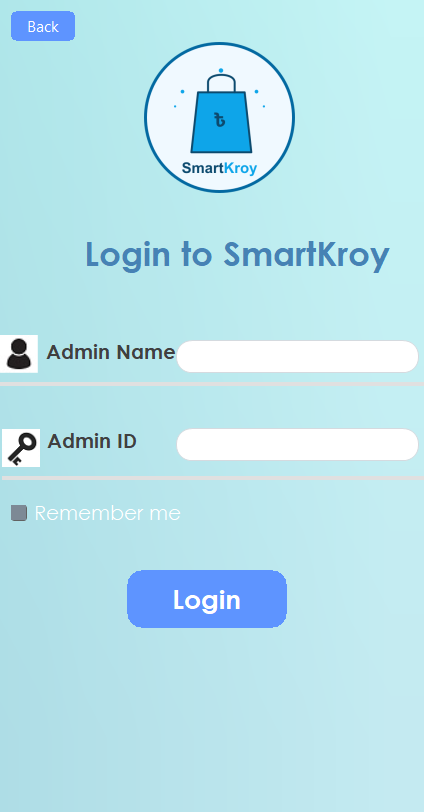 Back
৳
SmartKroy
Login to SmartKroy
Admin Name
Admin ID
Remember me
Login